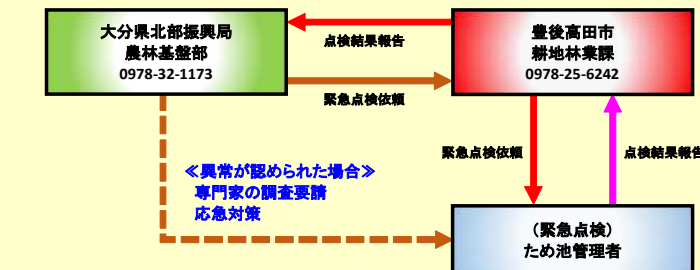 大分県北部振興局
農林基盤部
0978-32-1173
点検結果報告
緊急点検依頼
豊後高田市
耕地林業課
0978-25-6242
緊急点検依頼
点検結果報告
≪異常が認められた場合≫
専門家の調査要請
応急対策
(緊急点検)
ため池管理者